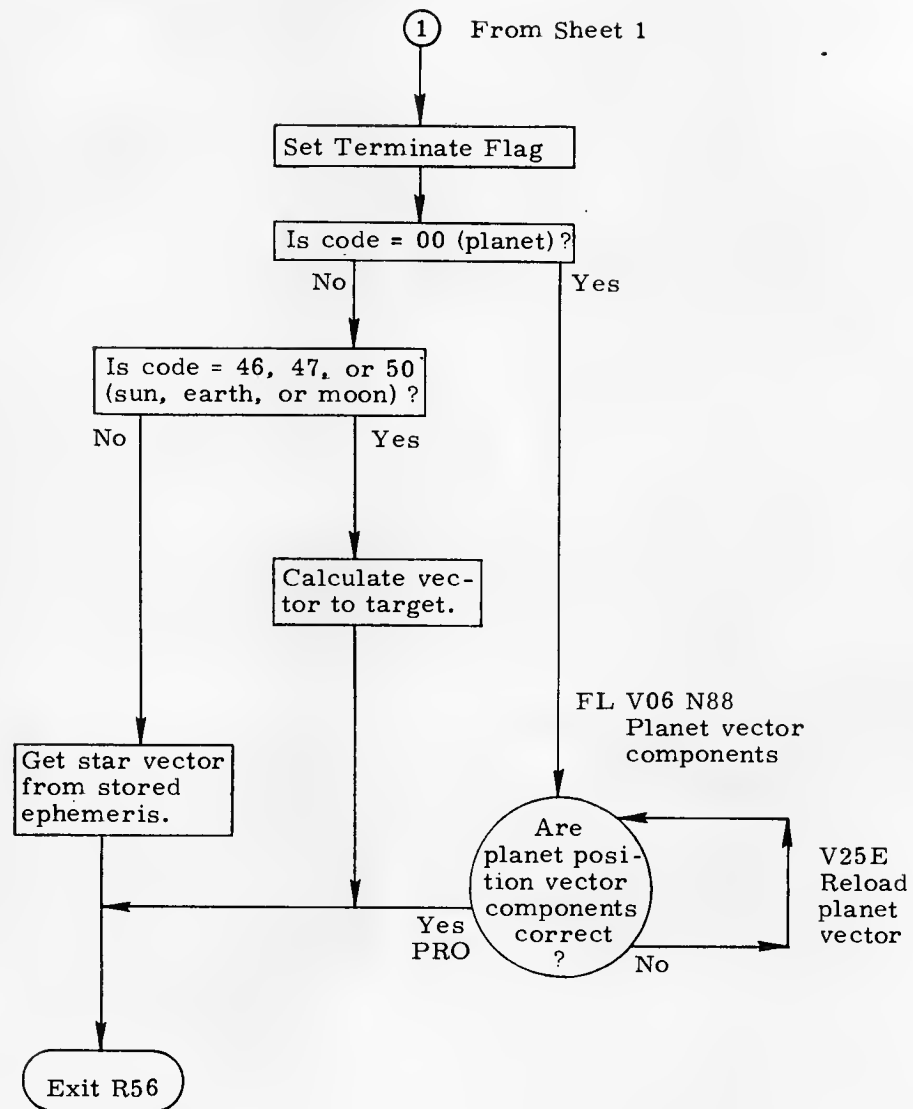 1 From Sheet 1
Set Terminate Flag
Is code = 00 (planet) ?
No
Yes
Is code = 46, 47, or 50
(sun, earth, or moon) ?
No
Yes
Calculate vec-
tor to target.
FL V06 N88
Planet vector
components
Get star vector
from stored
ephemeris.
Are
planet posi-
tion vector
components
correct
?
V25E
Reload
planet
vector
Yes
PRO
No
Exit R56